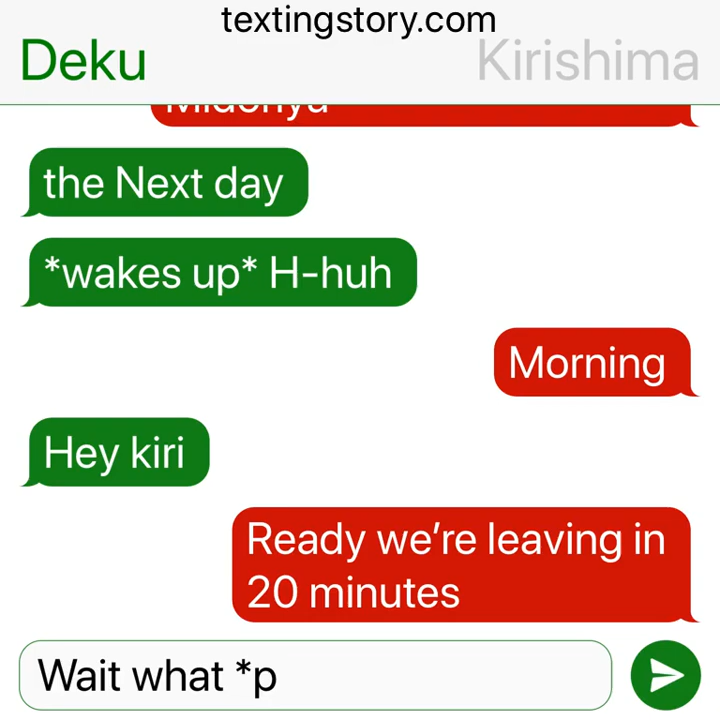 textingstory.com
Deku
Kirishima
the Next day
*wakes up* H-huh
Morning
Hey kiri
Ready we’re leaving in
20 minutes
Wait what *p